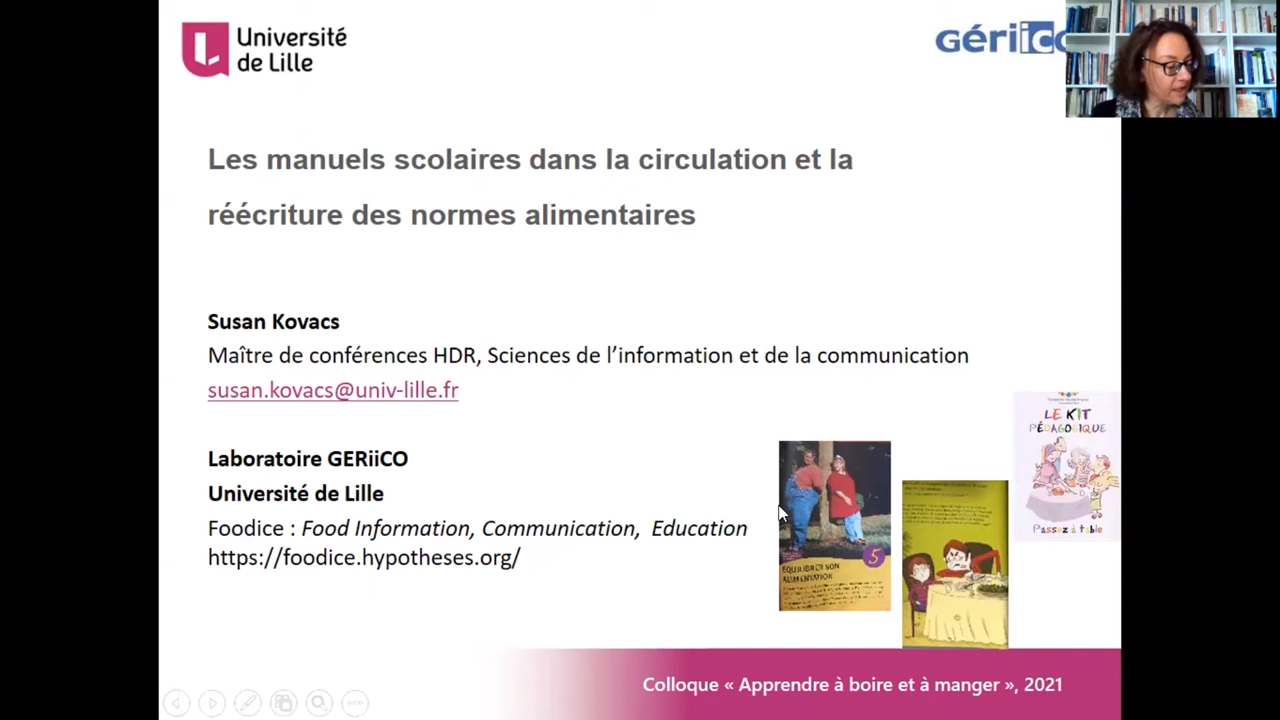 Université
de Lille
Gériico
Les manuels scolaires dans la circulation et la
réécriture des normes alimentaires
Susan Kovacs
Maître de conférences HDR, Sciences de l’information et de la communication
susan.kovacs@univ-lille.fr
Laboratoire GERiiCO
Université de Lille
Foodice : Food Information, Communication, Education
https://foodice.hypotheses.org/
LE KIT
PÉDAGOGIQUE
Passez à table
5
ÉQUILIBRER SON
ALIMENTATION
Colloque « Apprendre à boire et à manger », 2021